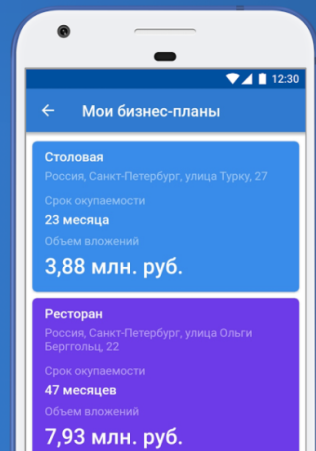 12:30
Мои бизнес-планы
Столовая
Россия, Санкт-Петербург, улица Турку, 27
Срок окупаемости
23 месяца
Объем вложений
3,88 млн. руб.
Ресторан
Россия, Санкт-Петербург, улица Ольги
Берггольц, 22
Срок окупаемости
47 месяцев
Объем вложений
7,93 млн. руб.